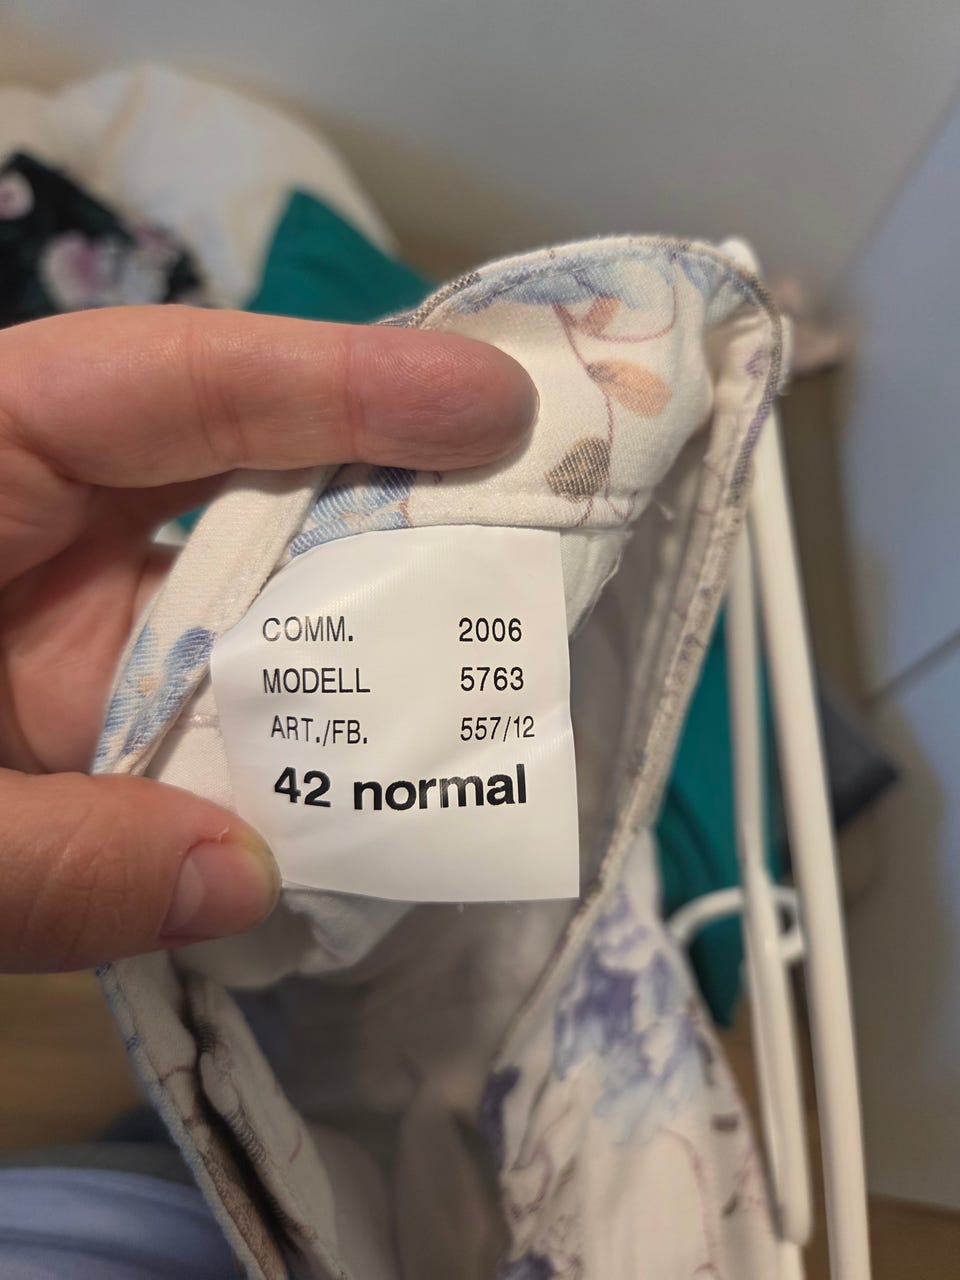 COMM. 2006
MODELL 5763
ART./FB. 557/12
42 normal